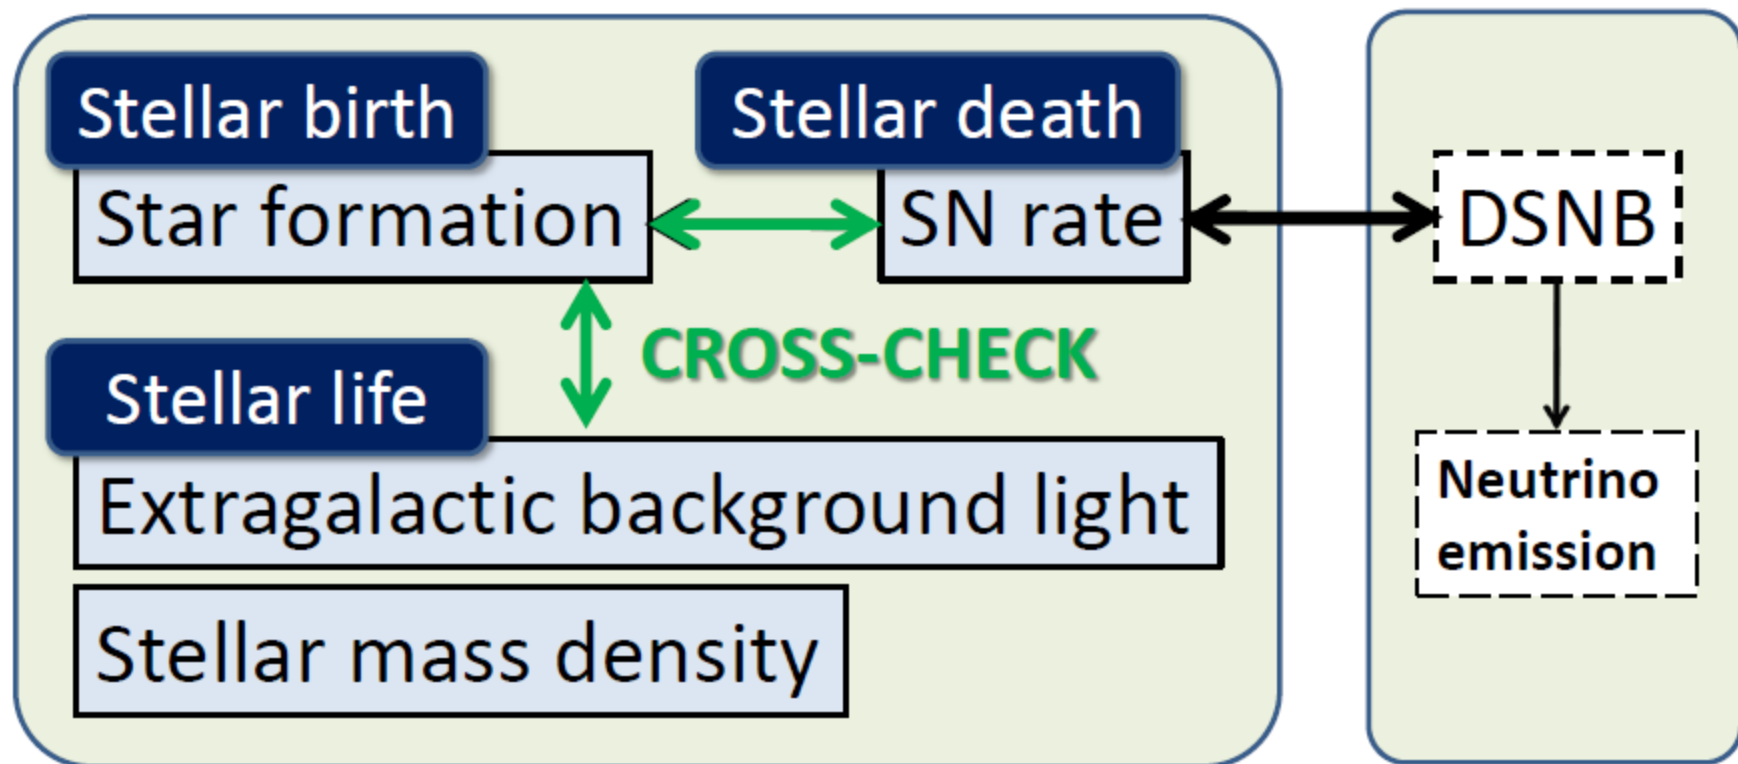 Stellar birth
Stellar death
Star formation
SN rate
DSNB
CROSS-CHECK
Stellar life
Extragalactic background light
Neutrino
emission
Stellar mass density